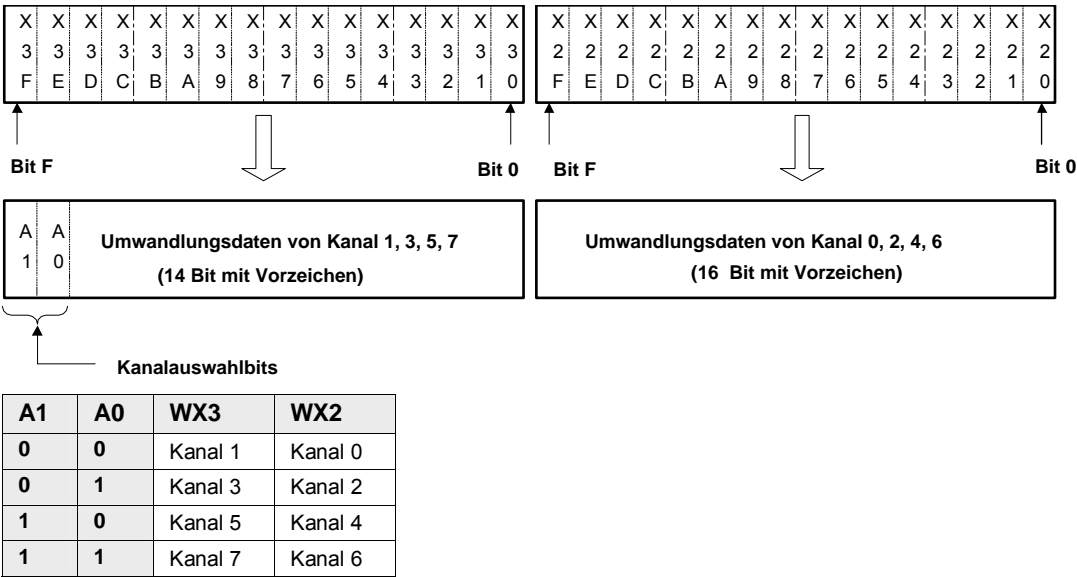 X X X X X X X X X X X X X X X X
3 3 3 3 3 3 3 3 3 3 3 3 3 3 3 3
F E D C B A 9 8 7 6 5 4 3 2 1 0
X X X X X X X X X X X X X X X X
2 2 2 2 2 2 2 2 2 2 2 2 2 2 2 2
F E D C B A 9 8 7 6 5 4 3 2 1 0
Bit F Bit 0 Bit F Bit 0
A A
1 0
Umwandlungsdaten von Kanal 1, 3, 5, 7
(14 Bit mit Vorzeichen)
Umwandlungsdaten von Kanal 0, 2, 4, 6
(16 Bit mit Vorzeichen)
Kanalauswahlbits
A1 A0 WX3 WX2
0 0 Kanal 1 Kanal 0
0 1 Kanal 3 Kanal 2
1 0 Kanal 5 Kanal 4
1 1 Kanal 7 Kanal 6